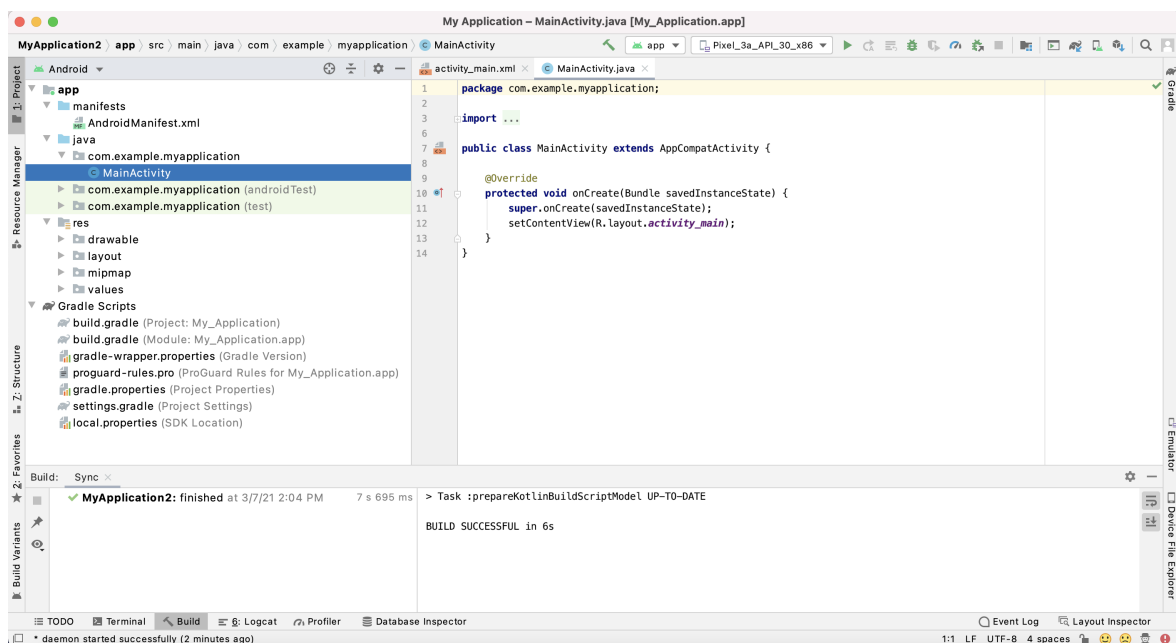 My Application – MainActivity.java [My_Application.app]
MyApplication2 app src main java com example myapplication MainActivity
app Pixel_3a_API_30_x86
Android
activity_main.xml
MainActivity.java
1: Project
Resource Manager
Z: Structure
2: Favorites
Build Variants
app
manifests
AndroidManifest.xml
java
com.example.myapplication
MainActivity
com.example.myapplication (androidTest)
com.example.myapplication (test)
res
drawable
layout
mipmap
values
Gradle Scripts
build.gradle (Project: My_Application)
build.gradle (Module: My_Application.app)
gradle-wrapper.properties (Gradle Version)
proguard-rules.pro (ProGuard Rules for My_Application.app)
gradle.properties (Project Properties)
settings.gradle (Project Settings)
local.properties (SDK Location)
1 package com.example.myapplication;
2
3 import ...
6
7 public class MainActivity extends AppCompatActivity {
8
9 @Override
10 protected void onCreate(Bundle savedInstanceState) {
11 super.onCreate(savedInstanceState);
12 setContentView(R.layout.activity_main);
13 }
14 }
Gradle
Emulator
Device File Explorer
Build: Sync
MyApplication2: finished at 3/7/21 2:04 PM 7 s 695 ms
> Task :prepareKotlinBuildScriptModel UP-TO-DATE
BUILD SUCCESSFUL in 6s
TODO Terminal Build 6: Logcat Profiler Database Inspector Event Log Layout Inspector
* daemon started successfully (2 minutes ago) 1:1 LF UTF-8 4 spaces